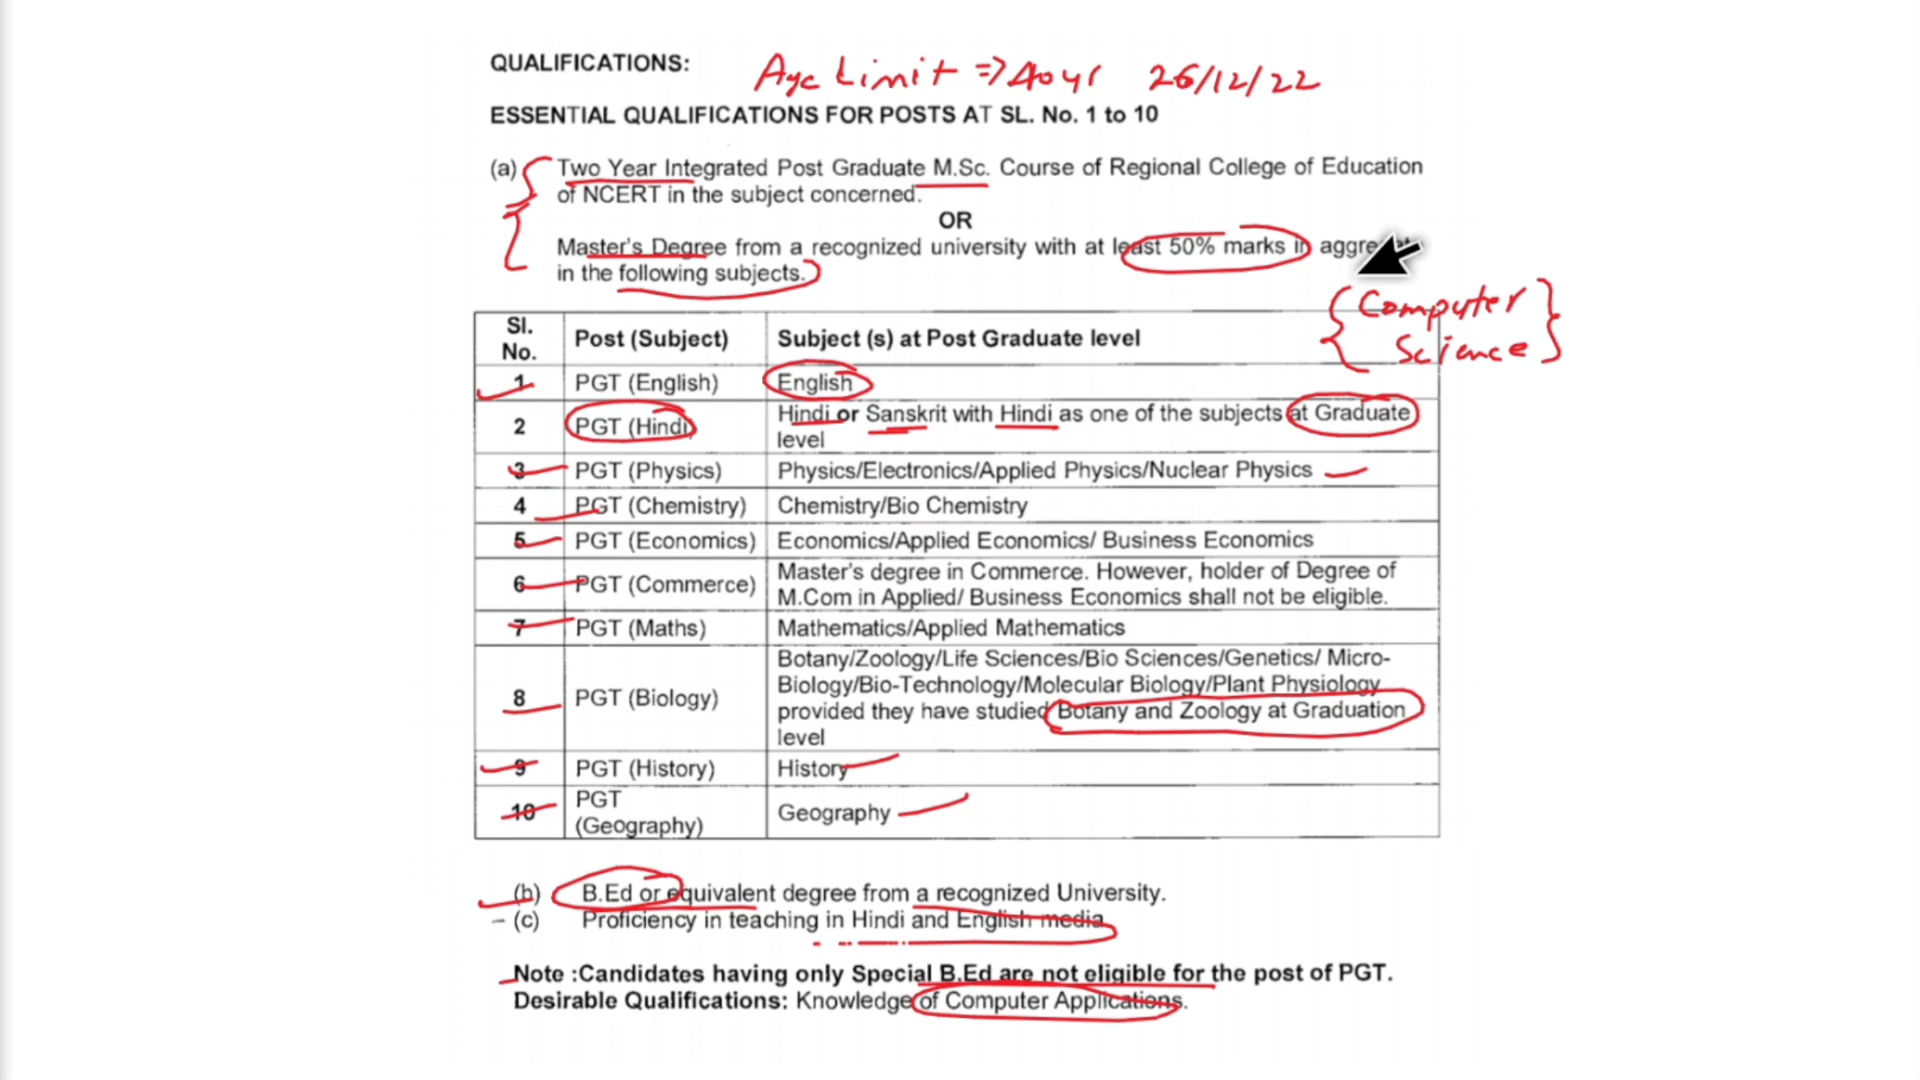 QUALIFICATIONS:
Age Limit => 40 yr 26/12/22
ESSENTIAL QUALIFICATIONS FOR POSTS AT SL. No. 1 to 10
(a) Two Year Integrated Post Graduate M.Sc. Course of Regional College of Education
of NCERT in the subject concerned.
OR
Master's Degree from a recognized university with at least 50% marks in
in the following subjects.
{ Computer }
{ Science }
Sl. No. Post (Subject) Subject (s) at Post Graduate level
1 PGT (English) English
2 PGT (Hindi) Hindi or Sanskrit with Hindi as one of the subjects at Graduate
level
3 PGT (Physics) Physics/Electronics/Applied Physics/Nuclear Physics
4 PGT (Chemistry) Chemistry/Bio Chemistry
5 PGT (Economics) Economics/Applied Economics/ Business Economics
6 PGT (Commerce) Master's degree in Commerce. However, holder of Degree of
M.Com in Applied/ Business Economics shall not be eligible.
7 PGT (Maths) Mathematics/Applied Mathematics
8 PGT (Biology) Botany/Zoology/Life Sciences/Bio Sciences/Genetics/ Micro-
Biology/Bio-Technology/Molecular Biology/Plant Physiology
provided they have studied Botany and Zoology at Graduation
level
9 PGT (History) History
10 PGT (Geography) Geography
(b) B.Ed or equivalent degree from a recognized University.
(c) Proficiency in teaching in Hindi and English media
Note :Candidates having only Special B.Ed are not eligible for the post of PGT.
Desirable Qualifications: Knowledge of Computer Applications.